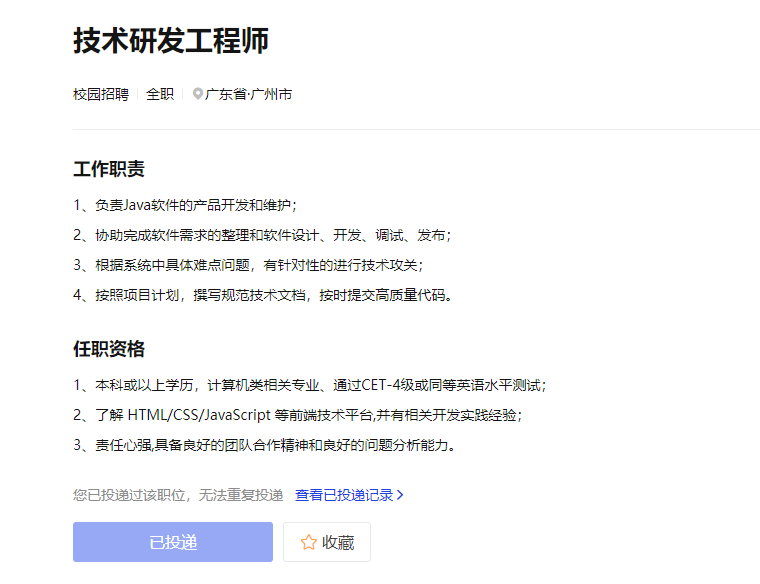 技术研发工程师
校园招聘 全职 广东省·广州市
工作职责
1、负责Java软件的产品开发和维护；
2、协助完成软件需求的整理和软件设计、开发、调试、发布；
3、根据系统中具体难点问题，有针对性的进行技术攻关；
4、按照项目计划，撰写规范技术文档，按时提交高质量代码。
任职资格
1、本科或以上学历，计算机类相关专业、通过CET-4级或同等英语水平测试；
2、了解 HTML/CSS/JavaScript 等前端技术平台,并有相关开发实践经验；
3、责任心强,具备良好的团队合作精神和良好的问题分析能力。
您已投递过该职位，无法重复投递 查看已投递记录
已投递 收藏